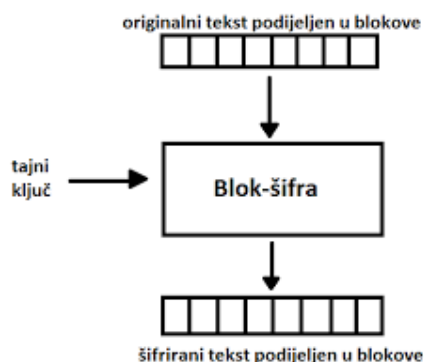 originalni tekst podijeljen u blokove
tajni
ključ
Blok-šifra
šifrirani tekst podijeljen u blokove